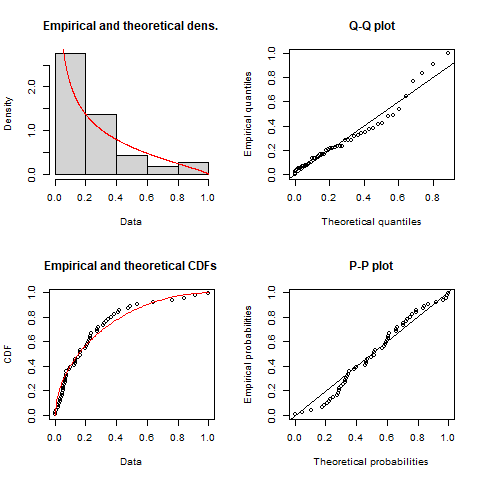 Empirical and theoretical dens.
Density
0.0 1.0 2.0
0.0 0.2 0.4 0.6 0.8 1.0
Data
Q-Q plot
Empirical quantiles
0.0 0.2 0.4 0.6 0.8 1.0
0.0 0.2 0.4 0.6 0.8
Theoretical quantiles
Empirical and theoretical CDFs
CDF
0.0 0.2 0.4 0.6 0.8 1.0
0.0 0.2 0.4 0.6 0.8 1.0
Data
P-P plot
Empirical probabilities
0.0 0.2 0.4 0.6 0.8 1.0
0.0 0.2 0.4 0.6 0.8 1.0
Theoretical probabilities